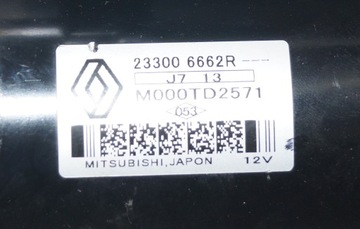 23300 6662R ---
J7 13
M000TD2571
<053>
MITSUBISHI, JAPON 12V